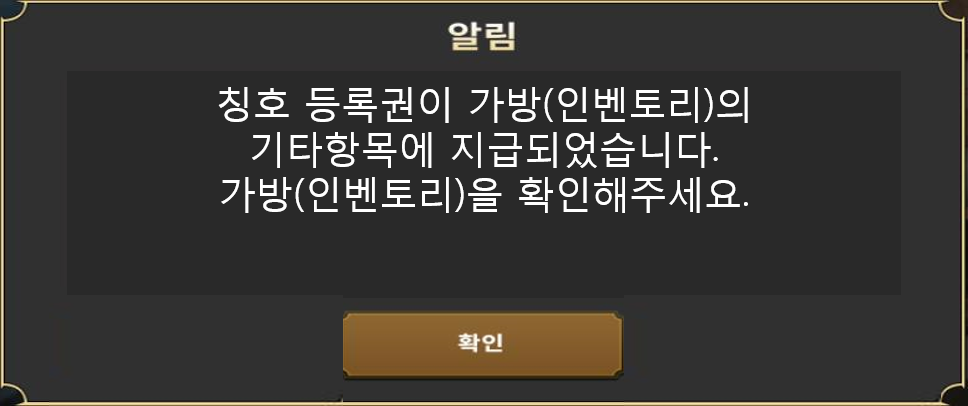 알림
칭호 등록권이 가방(인벤토리)의
기타항목에 지급되었습니다.
가방(인벤토리)을 확인해주세요.
확인